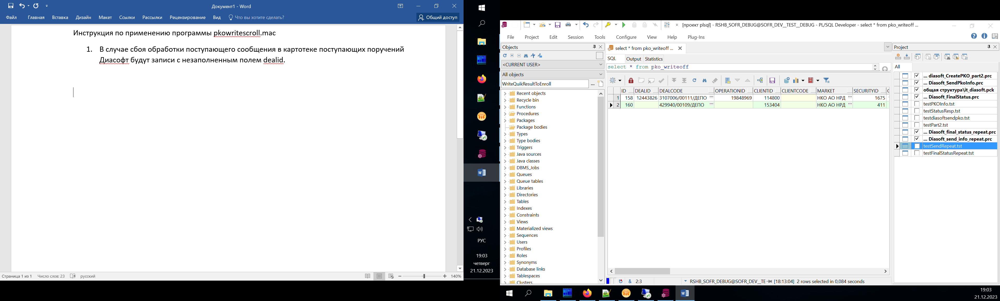 Документ1 - Word
Файл Главная Вставка Дизайн Макет Ссылки Рассылки Рецензирование Вид Что вы хотите сделать? Общий доступ
Инструкция по применению программы pkowritescroll.mac
1. В случае сбоя обработки поступающего сообщения в картотеке поступающих поручений
Диасофт будут записи с незаполненным полем dealid.
Страница 1 из 1 Число слов: 23 русский 140%
РУС
19:03
четверг
21.12.2023
[проект plsql] - RSHB_SOFR_DEBUG@SOFR_DEV__TEST__DEBUG - PL/SQL Developer - select * from pko_writeoff ...
File Project Edit Session Tools Configure View Help Plug-Ins
Objects
<CURRENT USER>
All objects
WriteQuikResultToEnroll ...
Recent objects
Recycle bin
Functions
Procedures
Packages
Package bodies
Types
Type bodies
Triggers
Java sources
Java classes
DBMS_Jobs
Queues
Queue tables
Libraries
Directories
Tables
Indexes
Constraints
Views
Materialized views
Sequences
Users
Profiles
Roles
Synonyms
Database links
Tablespaces
Clusters
select * from pko_writeoff ...
SQL Output Statistics
select * from pko_writeoff
ID DEALID DEALCODE OPERATIONID CLIENTID CLIENTCODE MARKET SECURITYID
1 158 12443826 3107006/00111/ДЕПО ... 19848969 114800 НКО АО НРД ... 1675
2 160 429940/00109/ДЕПО ... 153404 НКО АО НРД ... 411
& 2:3 RSHB_SOFR_DEBUG@SOFR_DEV__TE [18:13:04] 2 rows selected in 0,084 seconds
Project
All
... diasoft_CreatePKO_part2.prc
... Diasoft_SendPkoInfo.prc
общая структура\it_diasoft.pck
... Diasoft_FinalStatus.prc
testPKOInfo.tst
testStatusResp.tst
testdiasoftsendpko.tst
testPart2.tst
... Diasoft_final_status_repeat.prc
... Diasoft_send_info_repeat.prc
testSendRepeat.tst
testFinalStatusRepeat.tst
19:03
21.12.2023